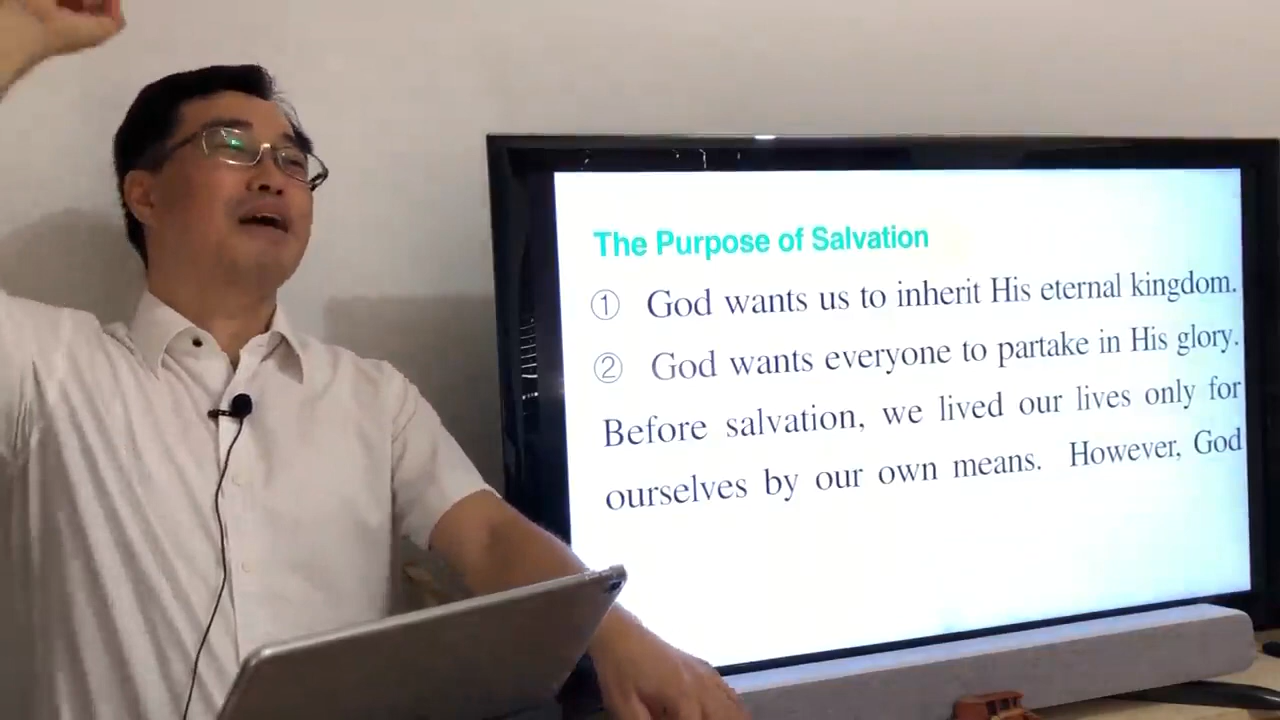 The Purpose of Salvation
① God wants us to inherit His eternal kingdom.
② God wants everyone to partake in His glory.
Before salvation, we lived our lives only for
ourselves by our own means. However, God